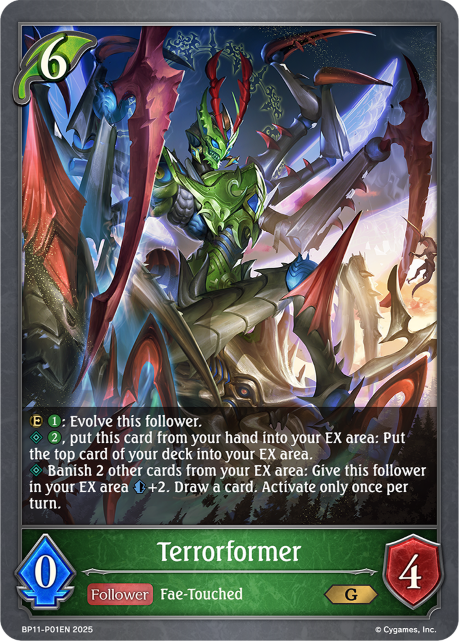 6
E 1: Evolve this follower.
2, put this card from your hand into your EX area: Put
the top card of your deck into your EX area.
Banish 2 other cards from your EX area: Give this follower
in your EX area +2. Draw a card. Activate only once per
turn.
Terrorformer
0
Follower Fae-Touched
G
4
BP11-P01EN 2025
© Cygames, Inc.